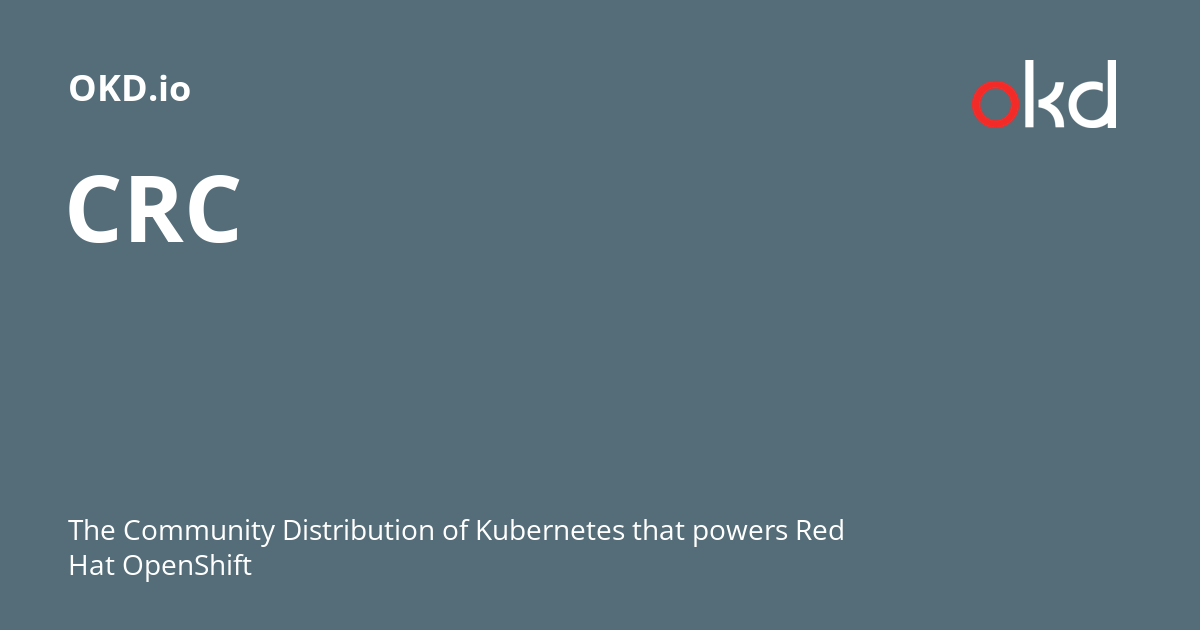 OKD.io
okd
CRC
The Community Distribution of Kubernetes that powers Red
Hat OpenShift